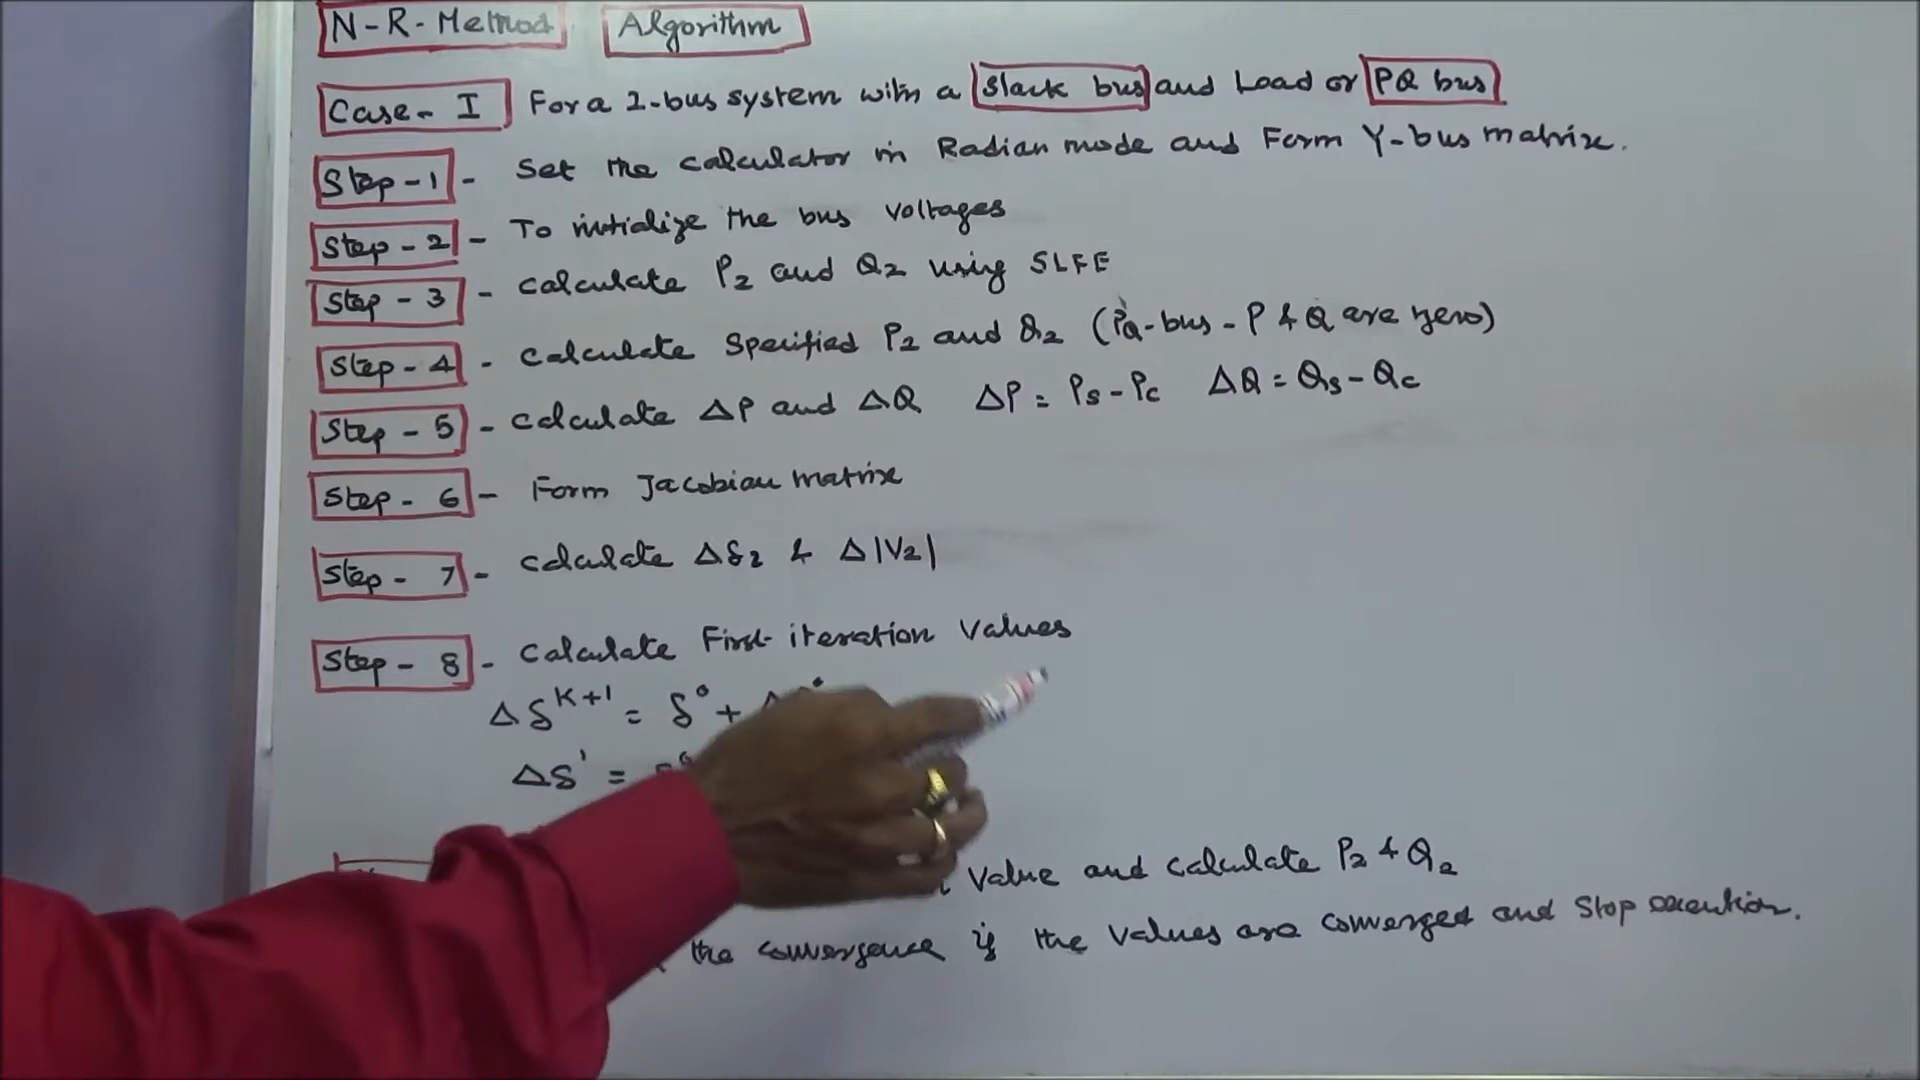 N-R-Method Algorithm
Case- I For a 2-bus system with a Slack bus and Load or PQ bus
Step-1 - Set the calculator in Radian mode and Form Y-bus matrix.
Step-2 - To initialize the bus voltages
Step-3 - Calculate P2 and Q2 using SLFE
Step-4 - Calculate Specified P2 and Q2 (PQ-bus-P & Q are zero)
Step-5 - Calculate ΔP and ΔQ ΔP = Ps-Pc ΔQ = Qs-Qc
Step-6 - Form Jacobian matrix
Step-7 - Calculate Δδ2 & Δ|V2|
Step-8 - Calculate First iteration Values
Δδ^K+1 = δ° +
Δδ' =
Value and calculate P2 & Q2
the convergence if the values are converged and stop execution.